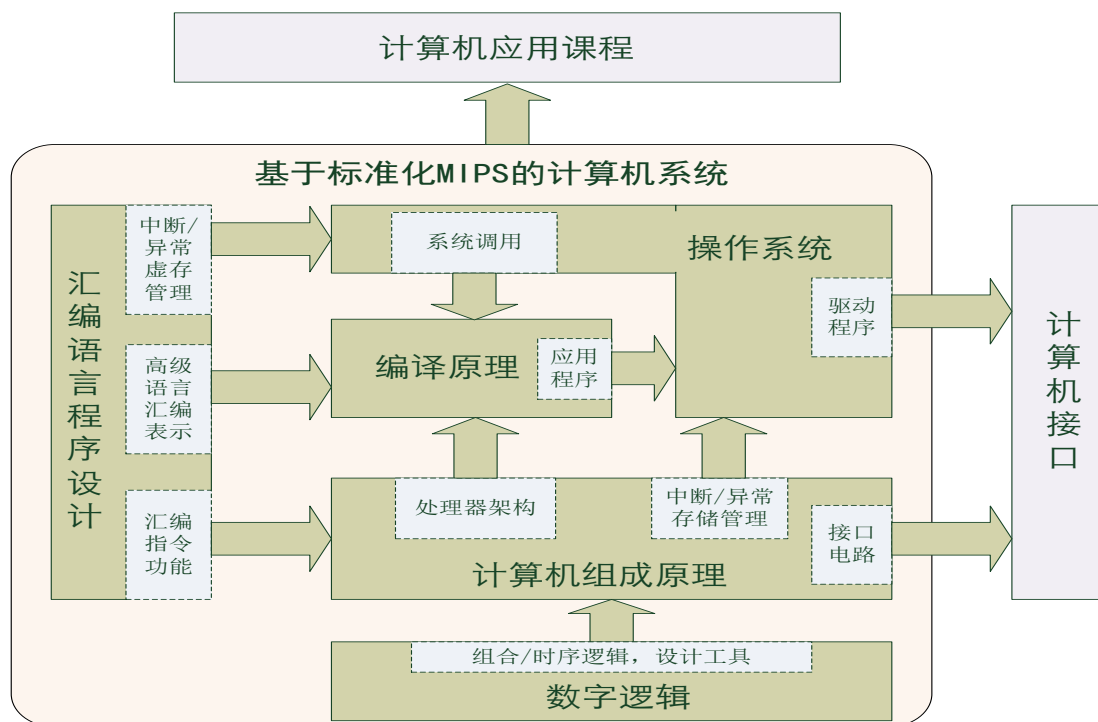 计算机应用课程
基于标准化MIPS的计算机系统
汇编语言程序设计
中断/
异常
虚存
管理
高级
语言
汇编
表示
汇编
指令
功能
系统调用
操作系统
驱动
程序
编译原理
应用
程序
处理器架构
中断/异常
存储管理
接口
电路
计算机组成原理
组合/时序逻辑，设计工具
数字逻辑
计算机接口